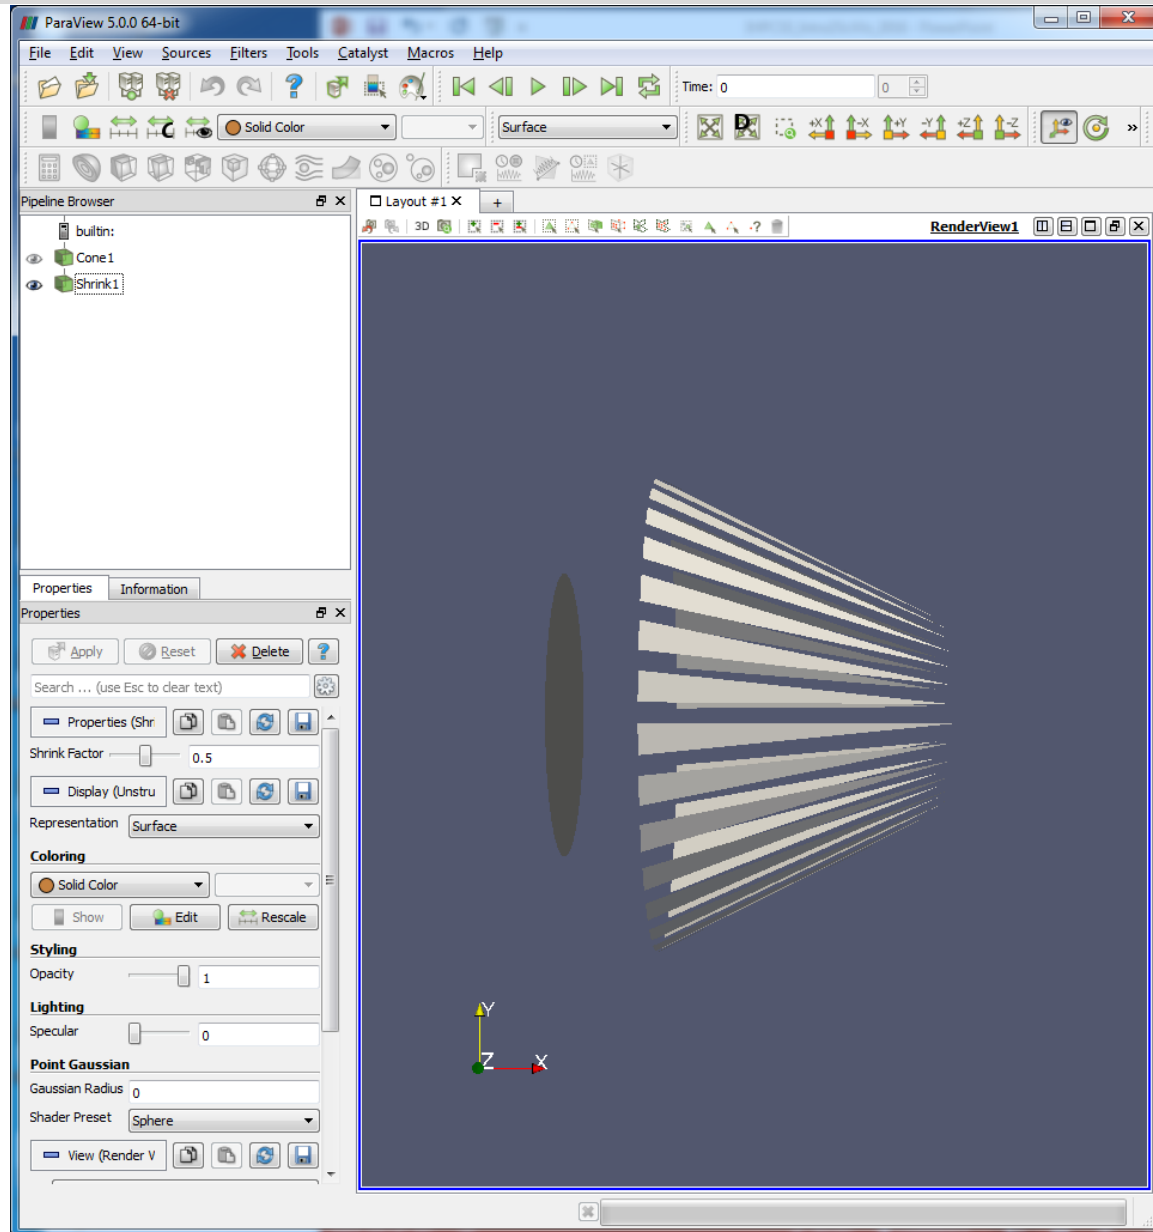 ParaView 5.0.0 64-bit
File Edit View Sources Filters Tools Catalyst Macros Help
Time: 0 0
Solid Color Surface »
Pipeline Browser
Layout #1
3D RenderView1
builtin:
Cone1
Shrink1
Properties Information
Properties
Apply Reset Delete ?
Search ... (use Esc to clear text)
Properties (Shr
Shrink Factor 0.5
Display (Unstru
Representation Surface
Coloring
Solid Color
Show Edit Rescale
Styling
Opacity 1
Lighting
Specular 0
Point Gaussian
Gaussian Radius 0
Shader Preset Sphere
View (Render V
Y
Z X